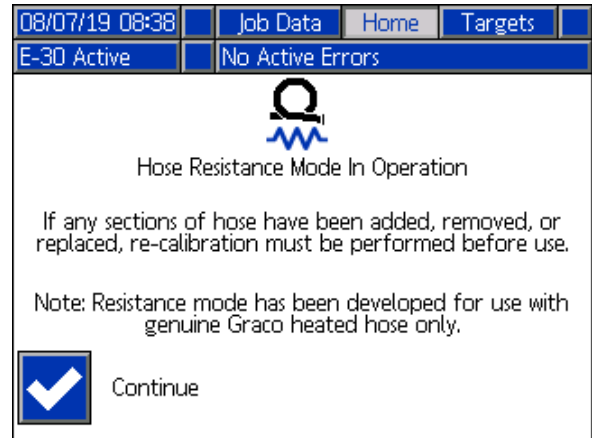 08/07/19 08:38 Job Data Home Targets
E-30 Active No Active Errors
Hose Resistance Mode In Operation
If any sections of hose have been added, removed, or
replaced, re-calibration must be performed before use.
Note: Resistance mode has been developed for use with
genuine Graco heated hose only.
Continue